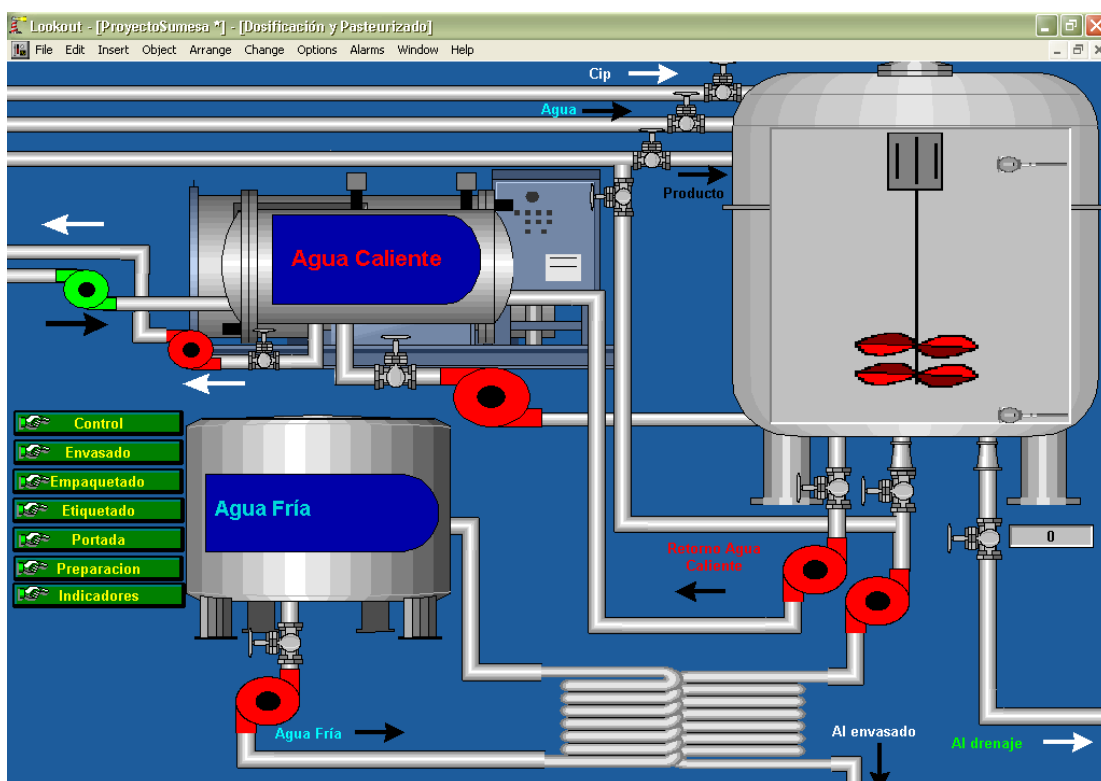 Lookout - [ProyectoSumesa *] - [Dosificación y Pasteurizado]
File Edit Insert Object Arrange Change Options Alarms Window Help
Cip
Agua
Producto
Agua Caliente
Control
Envasado
Empaquetado
Etiquetado
Portada
Preparacion
Indicadores
Agua Fría
Retorno Agua
Caliente
0
Agua Fría
Al envasado
Al drenaje